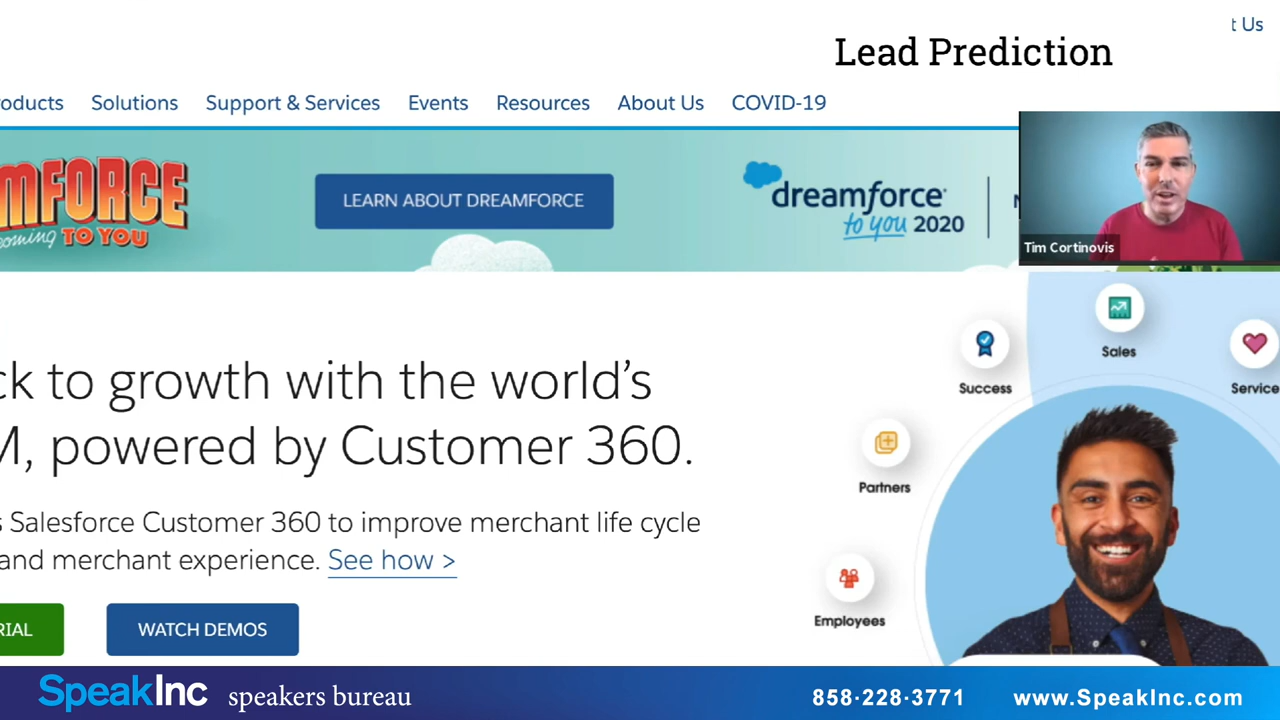 t Us
Lead Prediction
oducts Solutions Support & Services Events Resources About Us COVID-19
MFORCE
coming TO YOU
LEARN ABOUT DREAMFORCE
dreamforce
to you 2020
Tim Cortinovis
ck to growth with the world's
M, powered by Customer 360.
s Salesforce Customer 360 to improve merchant life cycle
and merchant experience. See how >
RIAL
WATCH DEMOS
Success
Sales
Service
Partners
Employees
SpeakInc speakers bureau
858·228·3771
www.SpeakInc.com